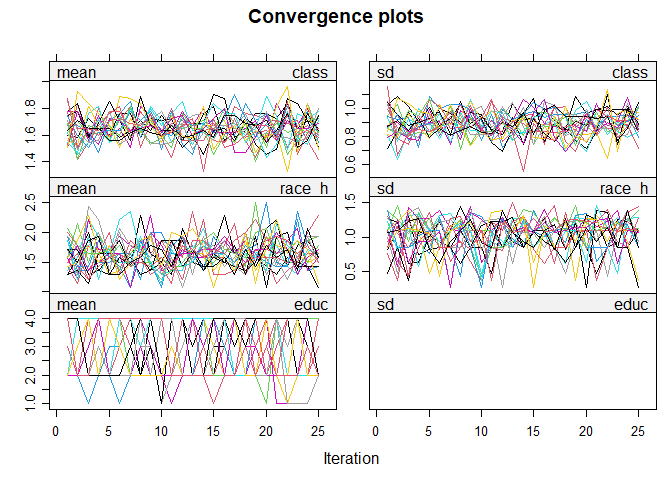 Convergence plots
mean class
sd class
1.4 1.6 1.8
0.6 0.8 1.0
mean race_h
sd race_h
1.5 2.0 2.5
0.5 1.0 1.5
mean educ
sd educ
1.0 2.0 3.0 4.0
0 5 10 15 20 25
0 5 10 15 20 25
Iteration